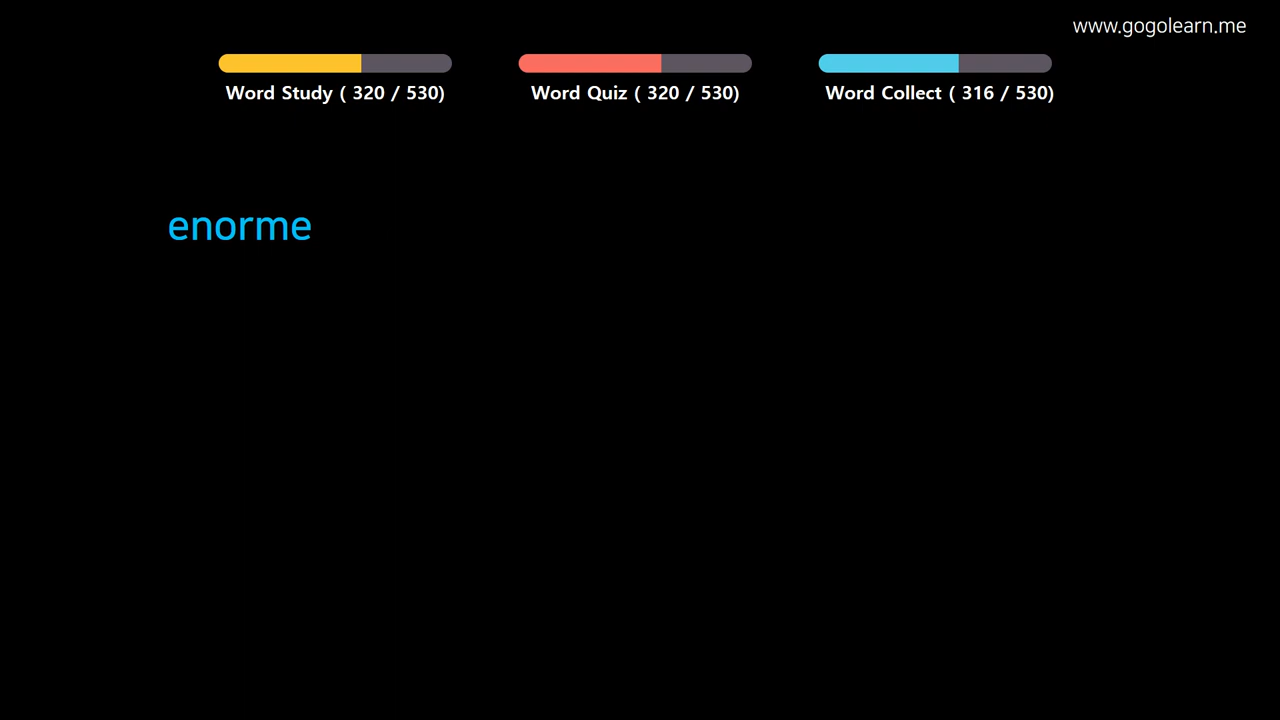 www.gogolearn.me
Word Study ( 320 / 530)
Word Quiz ( 320 / 530)
Word Collect ( 316 / 530)
enorme